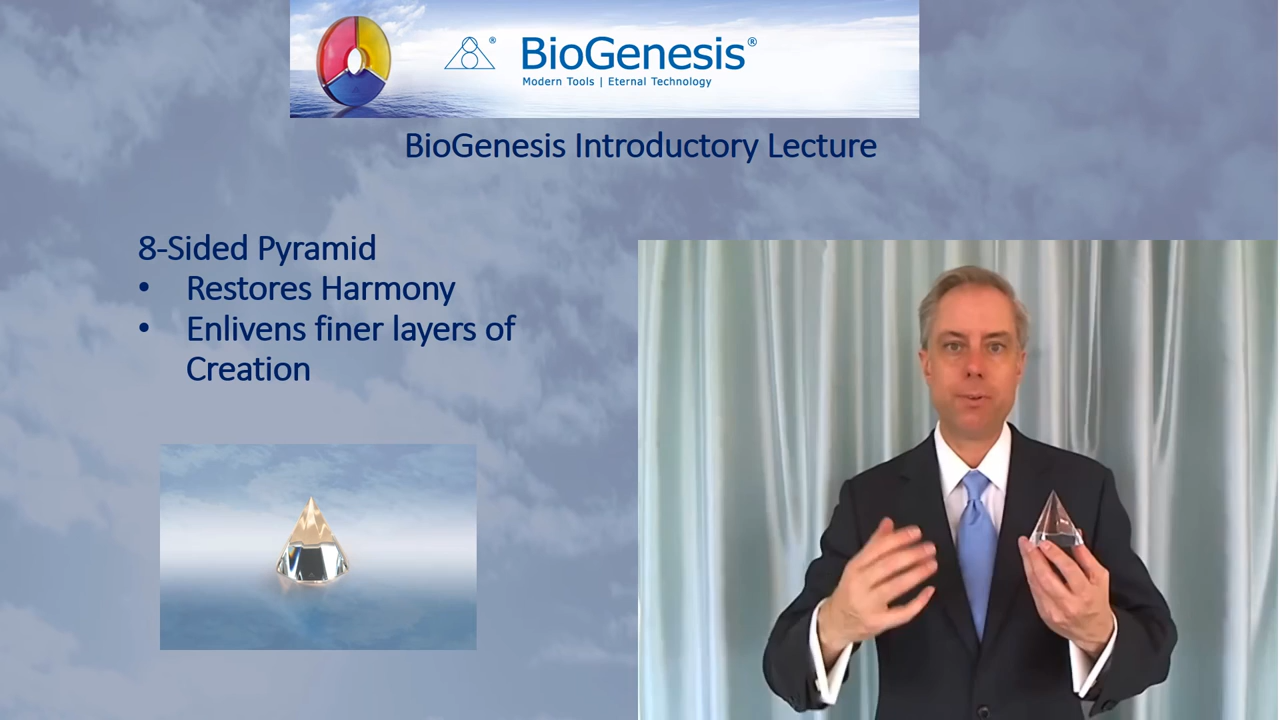 BioGenesis®
®
Modern Tools | Eternal Technology
BioGenesis Introductory Lecture
8-Sided Pyramid
• Restores Harmony
• Enlivens finer layers of
Creation